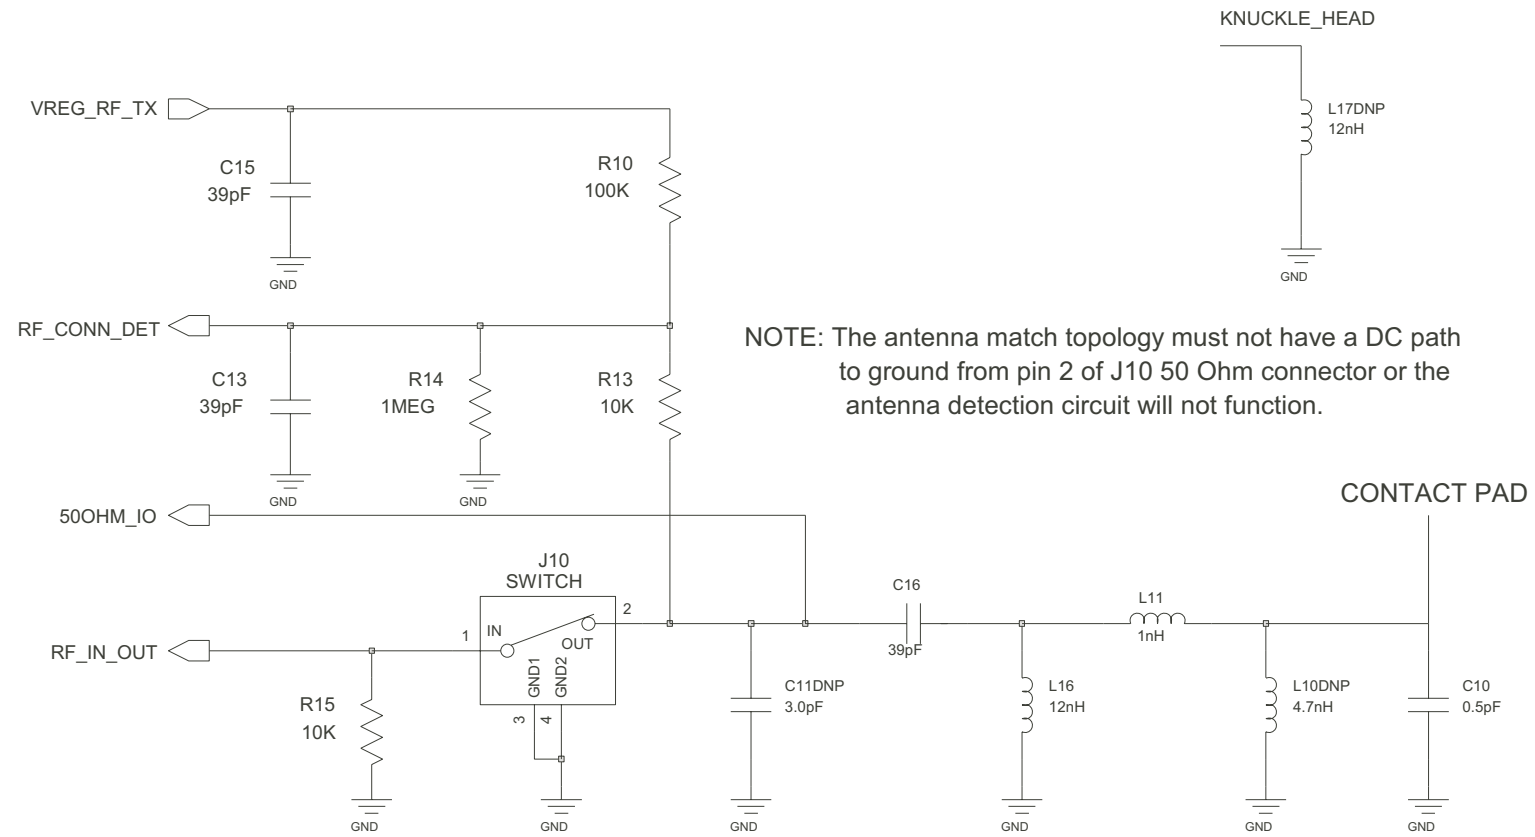 KNUCKLE_HEAD
L17DNP
12nH
GND
VREG_RF_TX
C15
39pF
GND
R10
100K
RF_CONN_DET
C13
39pF
GND
R14
1MEG
GND
R13
10K
NOTE: The antenna match topology must not have a DC path
to ground from pin 2 of J10 50 Ohm connector or the
antenna detection circuit will not function.
CONTACT PAD
50OHM_IO
J10
SWITCH
1
IN
OUT
2
GND1
GND2
3
4
GND
RF_IN_OUT
R15
10K
GND
C11DNP
3.0pF
GND
C16
39pF
L16
12nH
GND
L11
1nH
L10DNP
4.7nH
GND
C10
0.5pF
GND